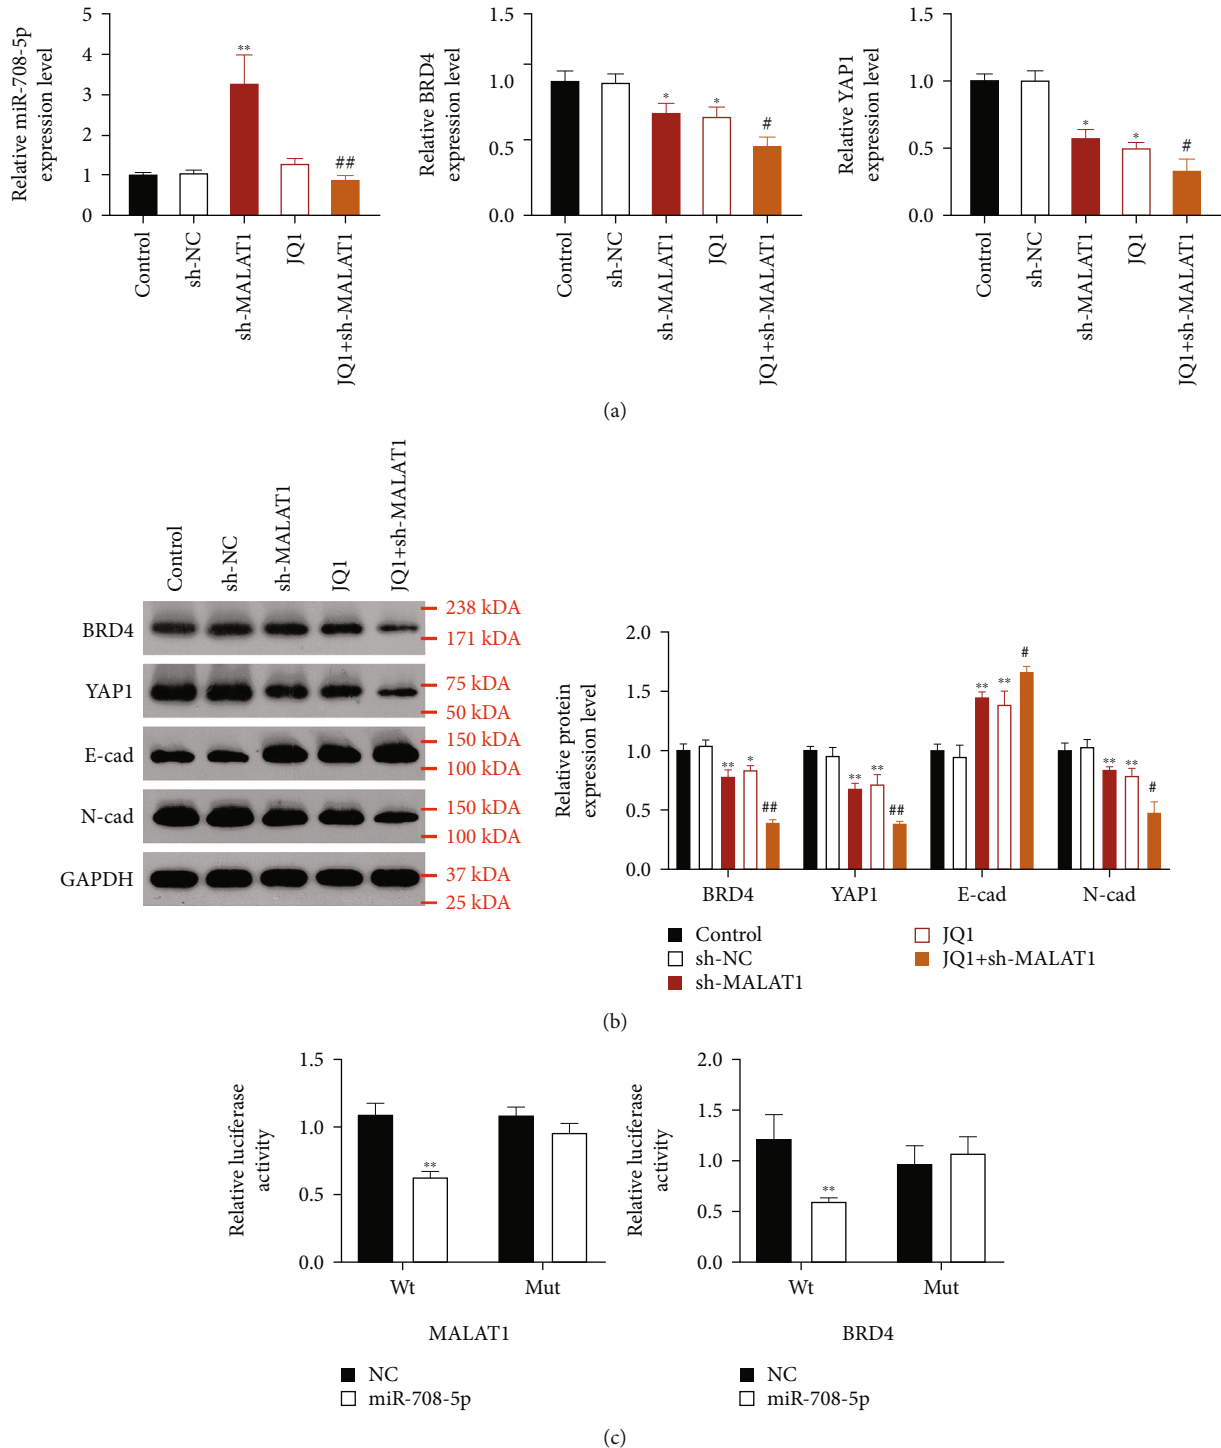 Relative miR-708-5p
expression level
5
4
3
2
1
0
**
##
Control
sh-NC
sh-MALAT1
JQ1
JQ1+sh-MALAT1
Relative BRD4
expression level
1.5
1.0
0.5
0.0
*
*
#
Control
sh-NC
sh-MALAT1
JQ1
JQ1+sh-MALAT1
Relative YAP1
expression level
1.5
1.0
0.5
0.0
*
*
#
Control
sh-NC
sh-MALAT1
JQ1
JQ1+sh-MALAT1
(a)
Control
sh-NC
sh-MALAT1
JQ1
JQ1+sh-MALAT1
BRD4
238 kDA
171 kDA
YAP1
75 kDA
50 kDA
E-cad
150 kDA
100 kDA
N-cad
150 kDA
100 kDA
GAPDH
37 kDA
25 kDA
Relative protein
expression level
2.0
1.5
1.0
0.5
0.0
**
*
##
**
**
##
**
**
#
**
**
#
BRD4
YAP1
E-cad
N-cad
Control
sh-NC
sh-MALAT1
JQ1
JQ1+sh-MALAT1
(b)
Relative luciferase
activity
1.5
1.0
0.5
0.0
**
Wt
Mut
MALAT1
NC
miR-708-5p
Relative luciferase
activity
2.0
1.5
1.0
0.5
0.0
**
Wt
Mut
BRD4
NC
miR-708-5p
(c)